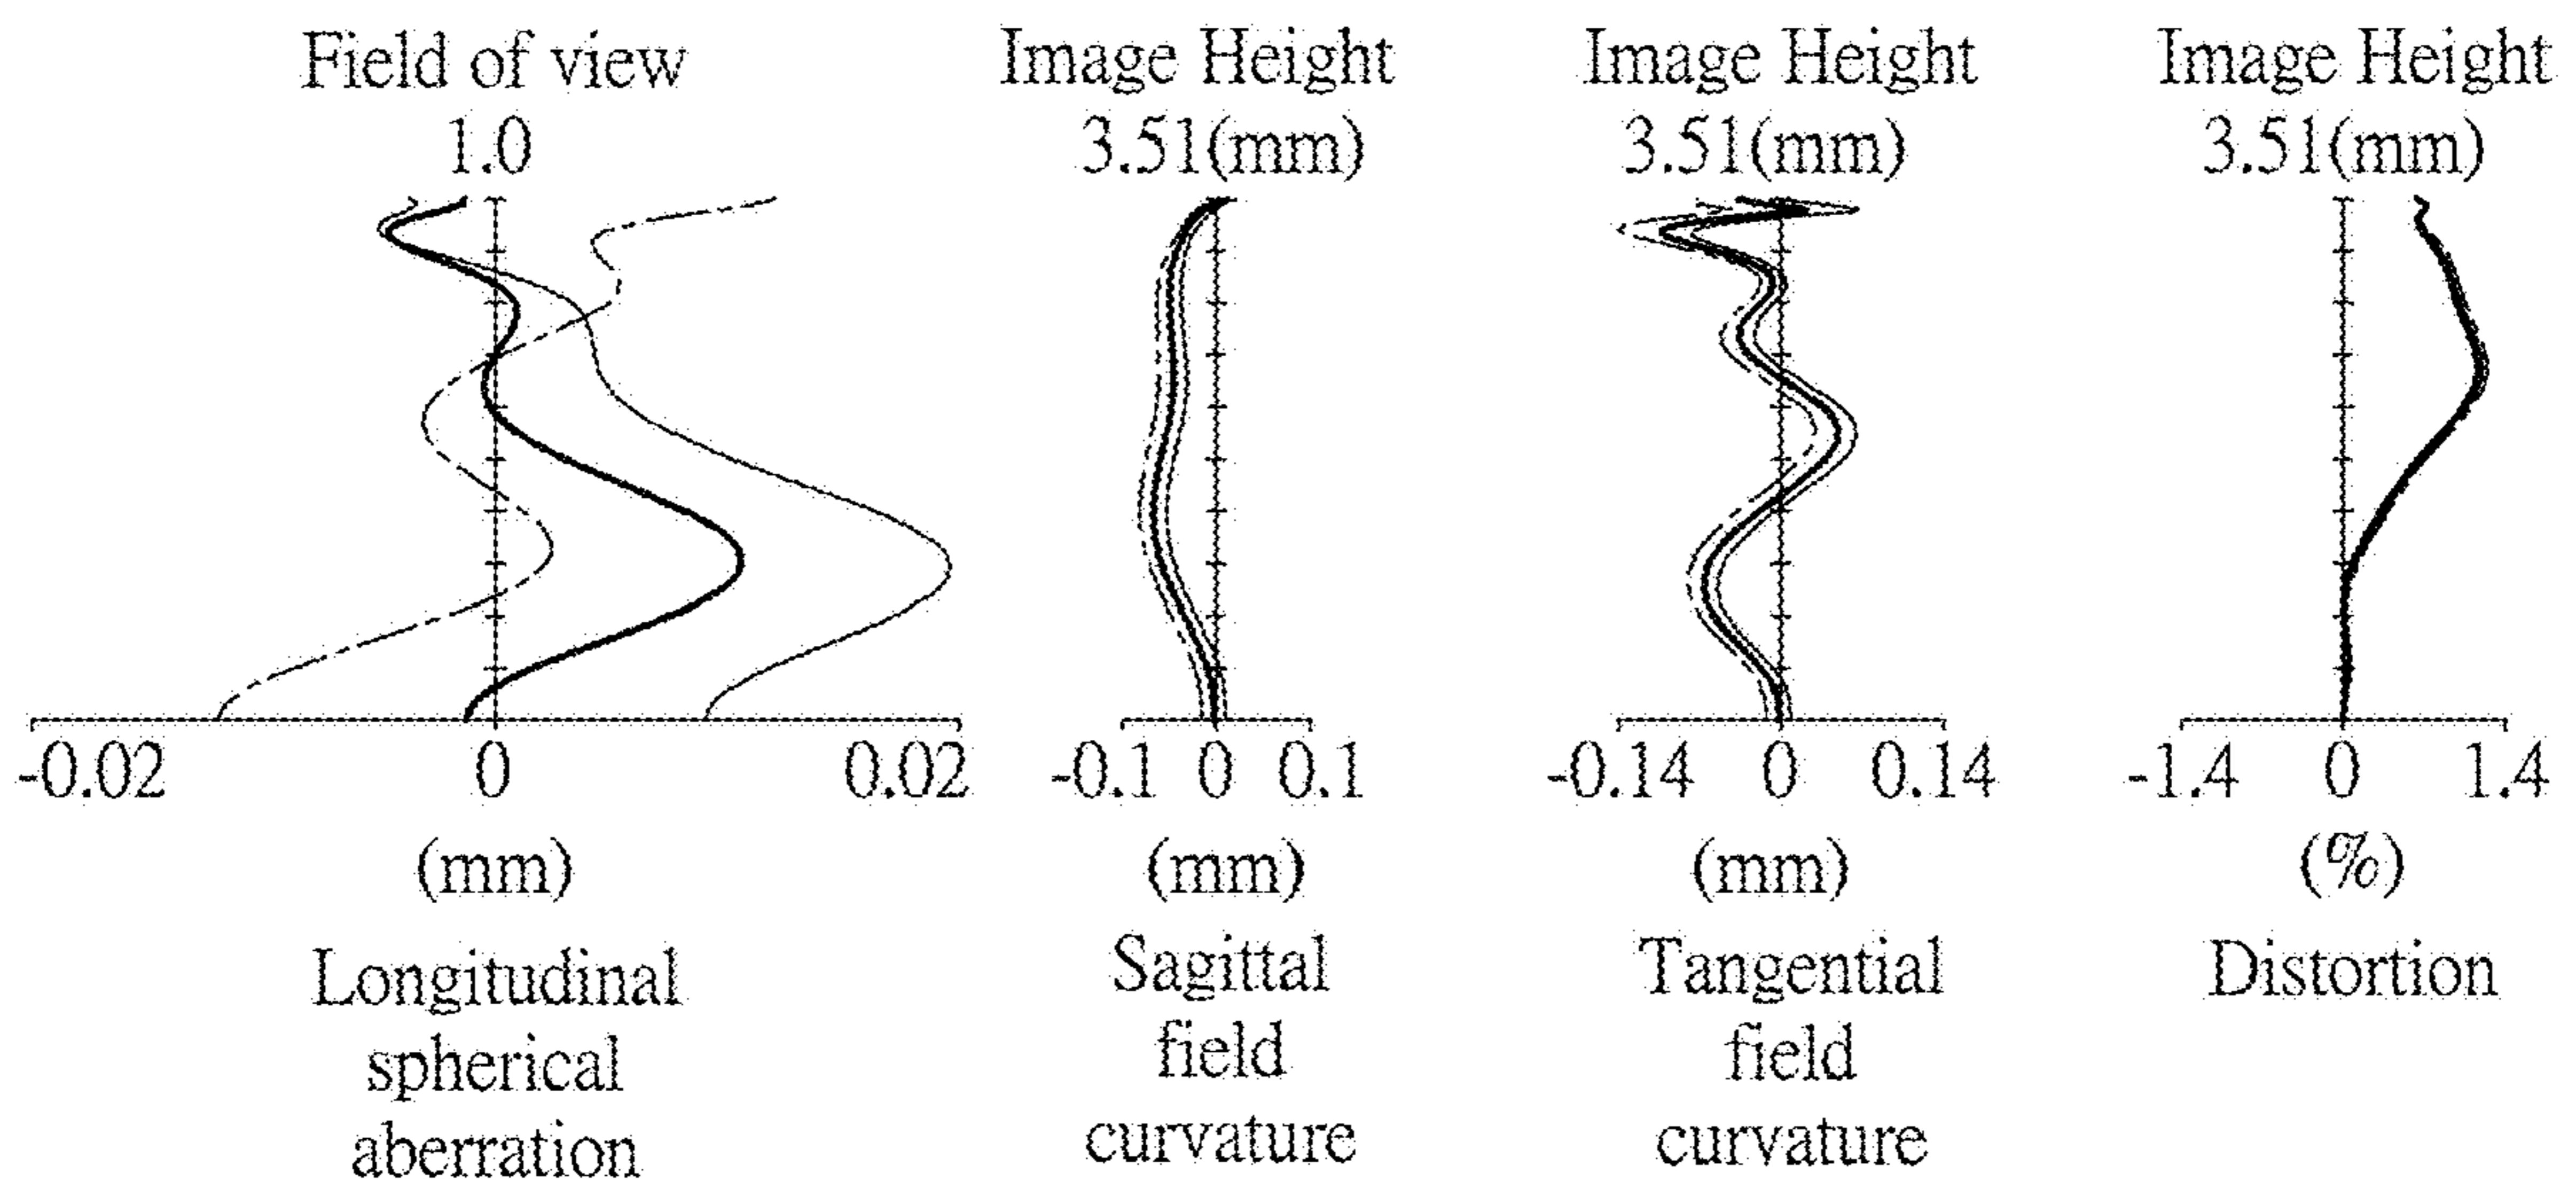 Field of view
1.0
-0.02 0 0.02
(mm)
Longitudinal
spherical
aberration
Image Height
3.51(mm)
-0.1 0 0.1
(mm)
Sagittal
field
curvature
Image Height
3.51(mm)
-0.14 0 0.14
(mm)
Tangential
field
curvature
Image Height
3.51(mm)
-1.4 0 1.4
(%)
Distortion